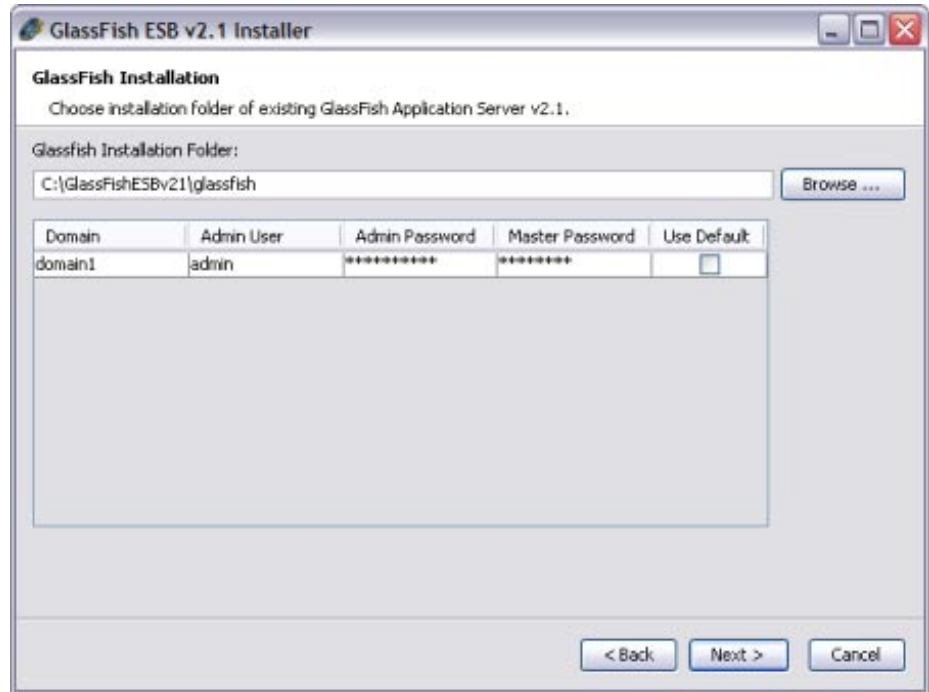 GlassFish ESB v2.1 Installer
GlassFish Installation
Choose installation folder of existing GlassFish Application Server v2.1.
Glassfish Installation Folder:
C:\GlassFishESBv21\glassfish Browse ...
Domain Admin User Admin Password Master Password Use Default
domain1 admin ********** ********
< Back Next > Cancel